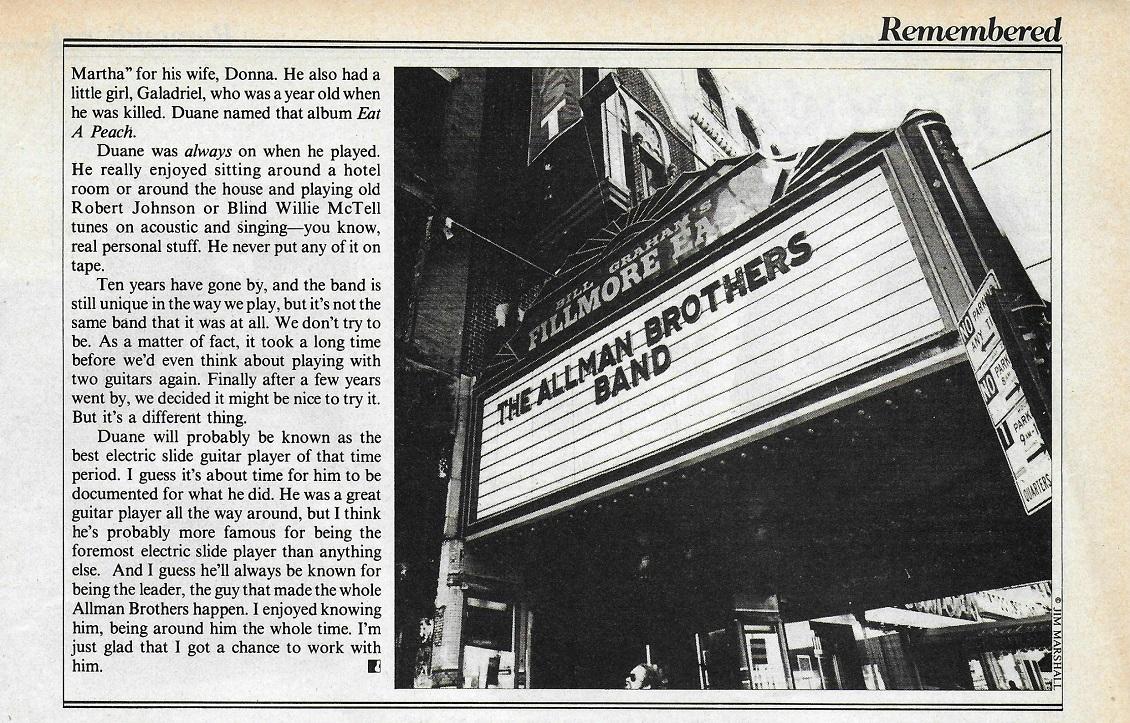 Remembered
Martha” for his wife, Donna. He also had a
little girl, Galadriel, who was a year old when
he was killed. Duane named that album Eat
A Peach.
Duane was always on when he played.
He really enjoyed sitting around a hotel
room or around the house and playing old
Robert Johnson or Blind Willie McTell
tunes on acoustic and singing—you know,
real personal stuff. He never put any of it on
tape.
Ten years have gone by, and the band is
still unique in the way we play, but it’s not the
same band that it was at all. We don’t try to
be. As a matter of fact, it took a long time
before we’d even think about playing with
two guitars again. Finally after a few years
went by, we decided it might be nice to try it.
But it’s a different thing.
Duane will probably be known as the
best electric slide guitar player of that time
period. I guess it’s about time for him to be
documented for what he did. He was a great
guitar player all the way around, but I think
he’s probably more famous for being the
foremost electric slide player than anything
else. And I guess he’ll always be known for
being the leader, the guy that made the whole
Allman Brothers happen. I enjoyed knowing
him, being around him the whole time. I’m
just glad that I got a chance to work with
him.
BILL GRAHAM'S
FILLMORE EA
THE ALLMAN BROTHERS
BAND
NO PARK
NO PARK
PARK
QUARTERS
© JIM MARSHALL